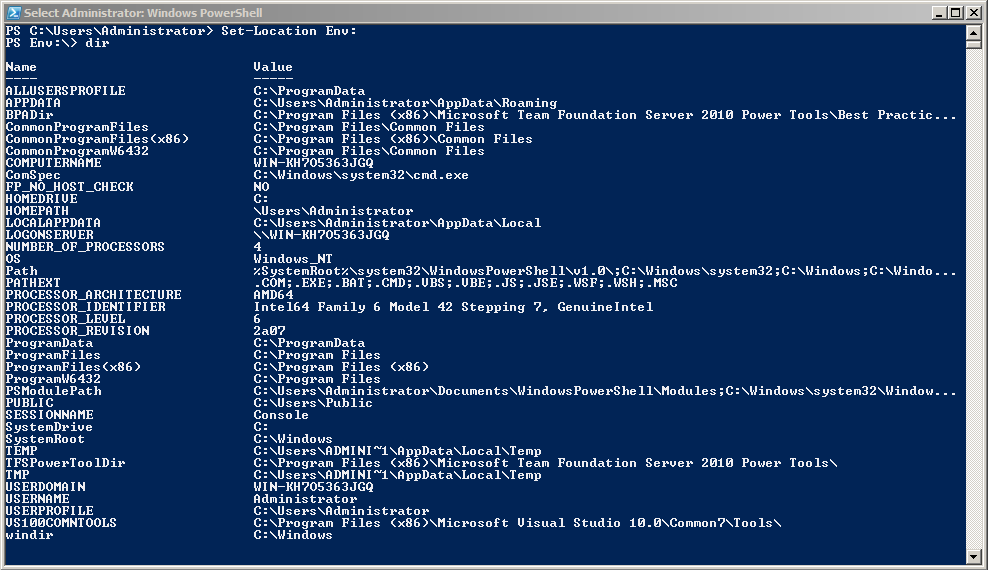 Select Administrator: Windows PowerShell
PS C:\Users\Administrator> Set-Location Env:
PS Env:\> dir
Name Value
---- -----
ALLUSERSPROFILE C:\ProgramData
APPDATA C:\Users\Administrator\AppData\Roaming
BPADir C:\Program Files (x86)\Microsoft Team Foundation Server 2010 Power Tools\Best Practic...
CommonProgramFiles C:\Program Files\Common Files
CommonProgramFiles(x86) C:\Program Files (x86)\Common Files
CommonProgramW6432 C:\Program Files\Common Files
COMPUTERNAME WIN-KH705363JGQ
ComSpec C:\Windows\system32\cmd.exe
FP_NO_HOST_CHECK NO
HOMEDRIVE C:
HOMEPATH \Users\Administrator
LOCALAPPDATA C:\Users\Administrator\AppData\Local
LOGONSERVER \\WIN-KH705363JGQ
NUMBER_OF_PROCESSORS 4
OS Windows_NT
Path %SystemRoot%\system32\WindowsPowerShell\v1.0\;C:\Windows\system32;C:\Windows;C:\Windo...
PATHEXT .COM;.EXE;.BAT;.CMD;.VBS;.VBE;.JS;.JSE;.WSF;.WSH;.MSC
PROCESSOR_ARCHITECTURE AMD64
PROCESSOR_IDENTIFIER Intel64 Family 6 Model 42 Stepping 7, GenuineIntel
PROCESSOR_LEVEL 6
PROCESSOR_REVISION 2a07
ProgramData C:\ProgramData
ProgramFiles C:\Program Files
ProgramFiles(x86) C:\Program Files (x86)
ProgramW6432 C:\Program Files
PSModulePath C:\Users\Administrator\Documents\WindowsPowerShell\Modules;C:\Windows\system32\Window...
PUBLIC C:\Users\Public
SESSIONNAME Console
SystemDrive C:
SystemRoot C:\Windows
TEMP C:\Users\ADMINI~1\AppData\Local\Temp
TFSPowerToolDir C:\Program Files (x86)\Microsoft Team Foundation Server 2010 Power Tools\
TMP C:\Users\ADMINI~1\AppData\Local\Temp
USERDOMAIN WIN-KH705363JGQ
USERNAME Administrator
USERPROFILE C:\Users\Administrator
VS100COMNTOOLS C:\Program Files (x86)\Microsoft Visual Studio 10.0\Common7\Tools\
windir C:\Windows